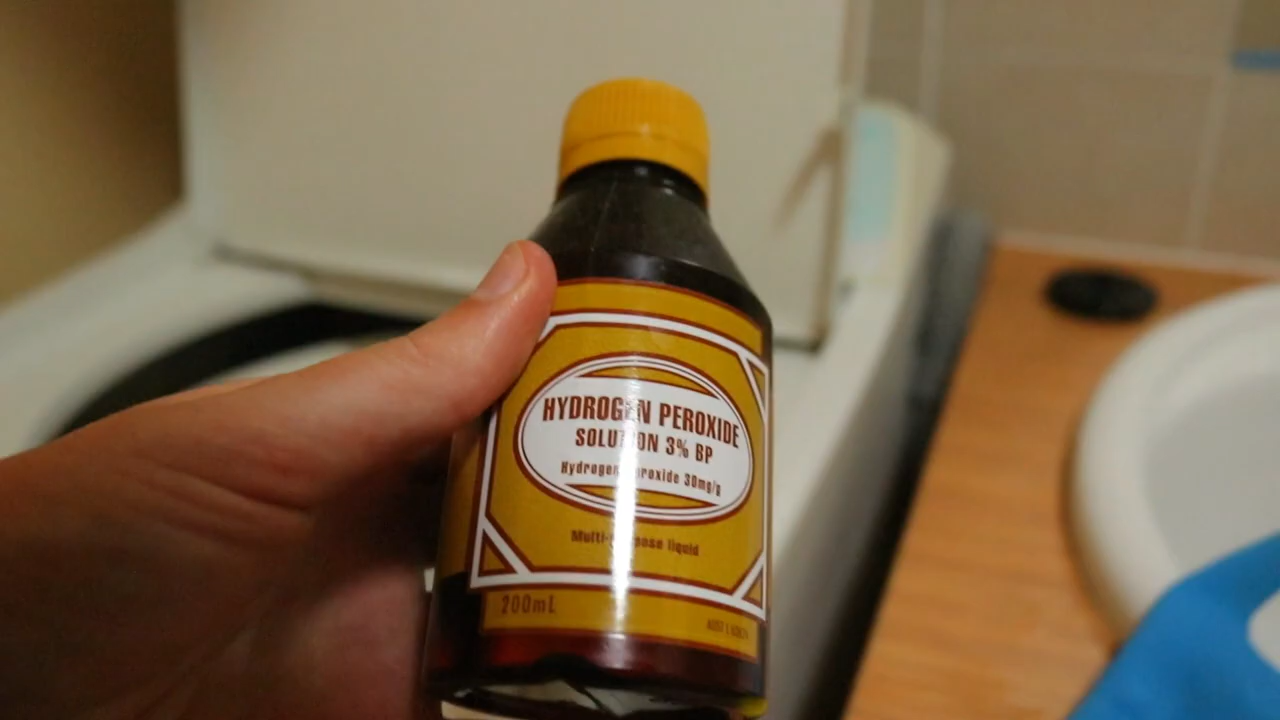 HYDROGEN PEROXIDE
SOLUTION 3% BP
Hydrogen Peroxide 30mg/g
Multi-purpose liquid
200mL